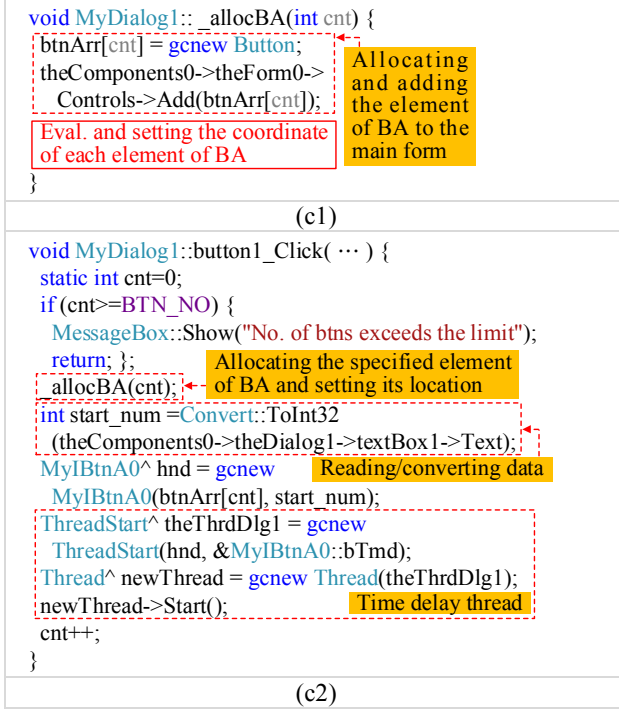 void MyDialog1:: _allocBA(int cnt) {
btnArr[cnt] = gcnew Button;
theComponents0->theForm0->
Controls->Add(btnArr[cnt]);
Allocating
and adding
the element
of BA to the
main form
Eval. and setting the coordinate
of each element of BA
}
(c1)
void MyDialog1::button1_Click( ⋯ ) {
static int cnt=0;
if (cnt>=BTN_NO) {
MessageBox::Show("No. of btns exceeds the limit");
return; };
Allocating the specified element
of BA and setting its location
_allocBA(cnt);
int start_num =Convert::ToInt32
(theComponents0->theDialog1->textBox1->Text);
MyIBtnA0^ hnd = gcnew
Reading/converting data
MyIBtnA0(btnArr[cnt], start_num);
ThreadStart^ theThrdDlg1 = gcnew
ThreadStart(hnd, &MyIBtnA0::bTmd);
Thread^ newThread = gcnew Thread(theThrdDlg1);
newThread->Start();
Time delay thread
cnt++;
}
(c2)